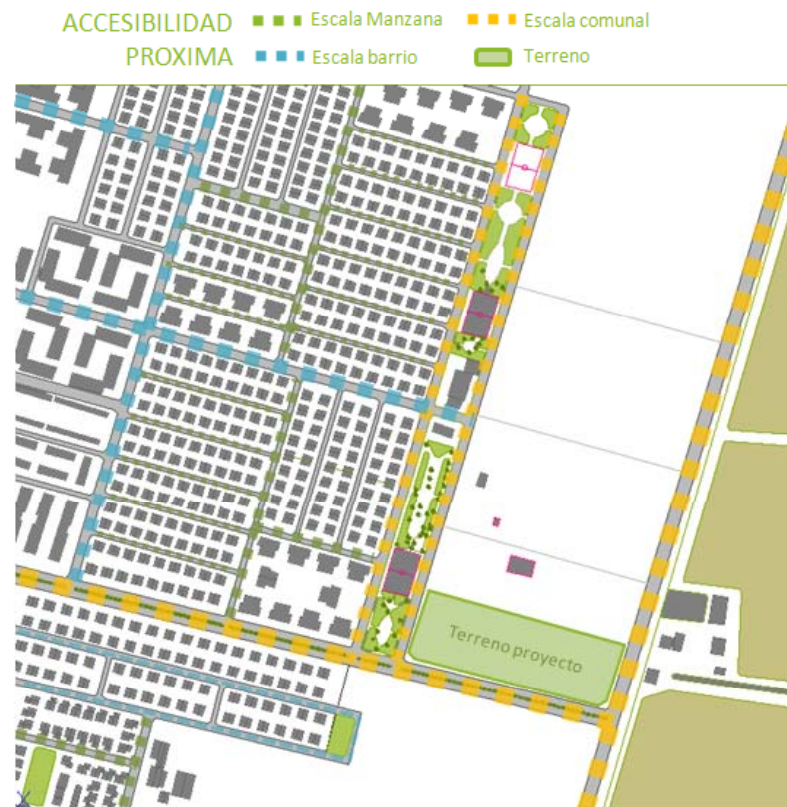 ACCESIBILIDAD Escala Manzana Escala comunal
PROXIMA Escala barrio Terreno
Terreno proyecto